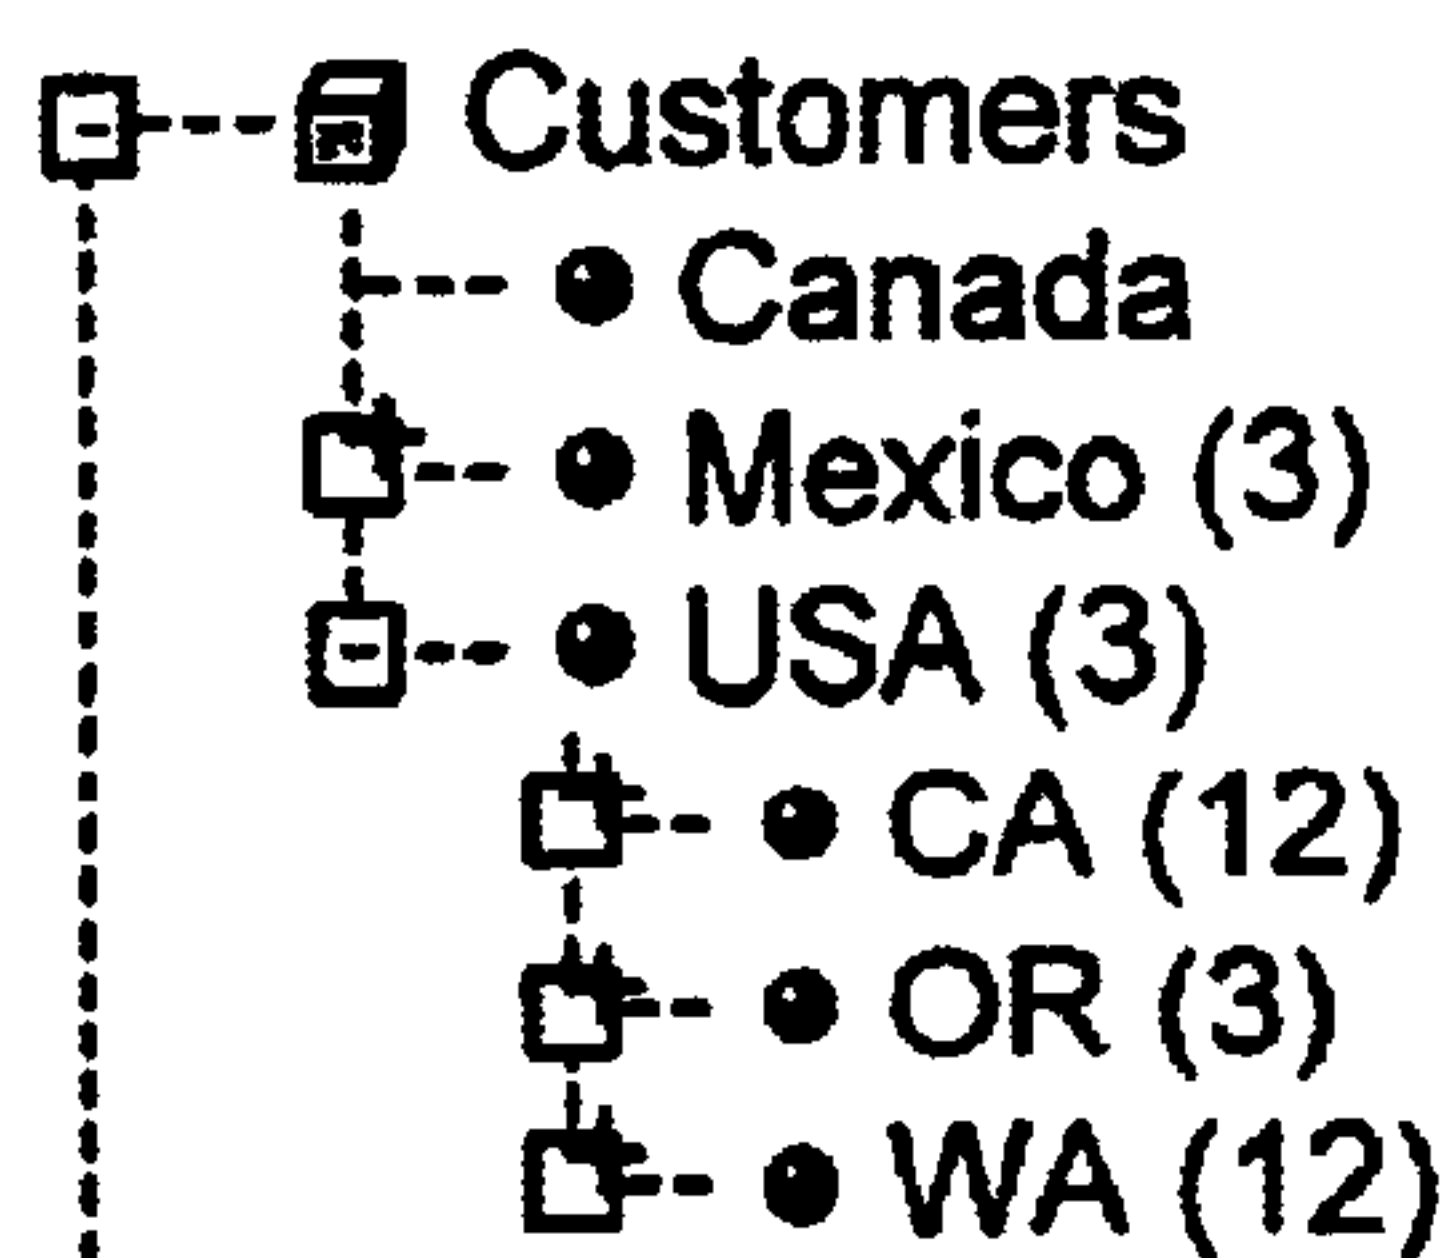 Customers
Canada
Mexico (3)
USA (3)
CA (12)
OR (3)
WA (12)